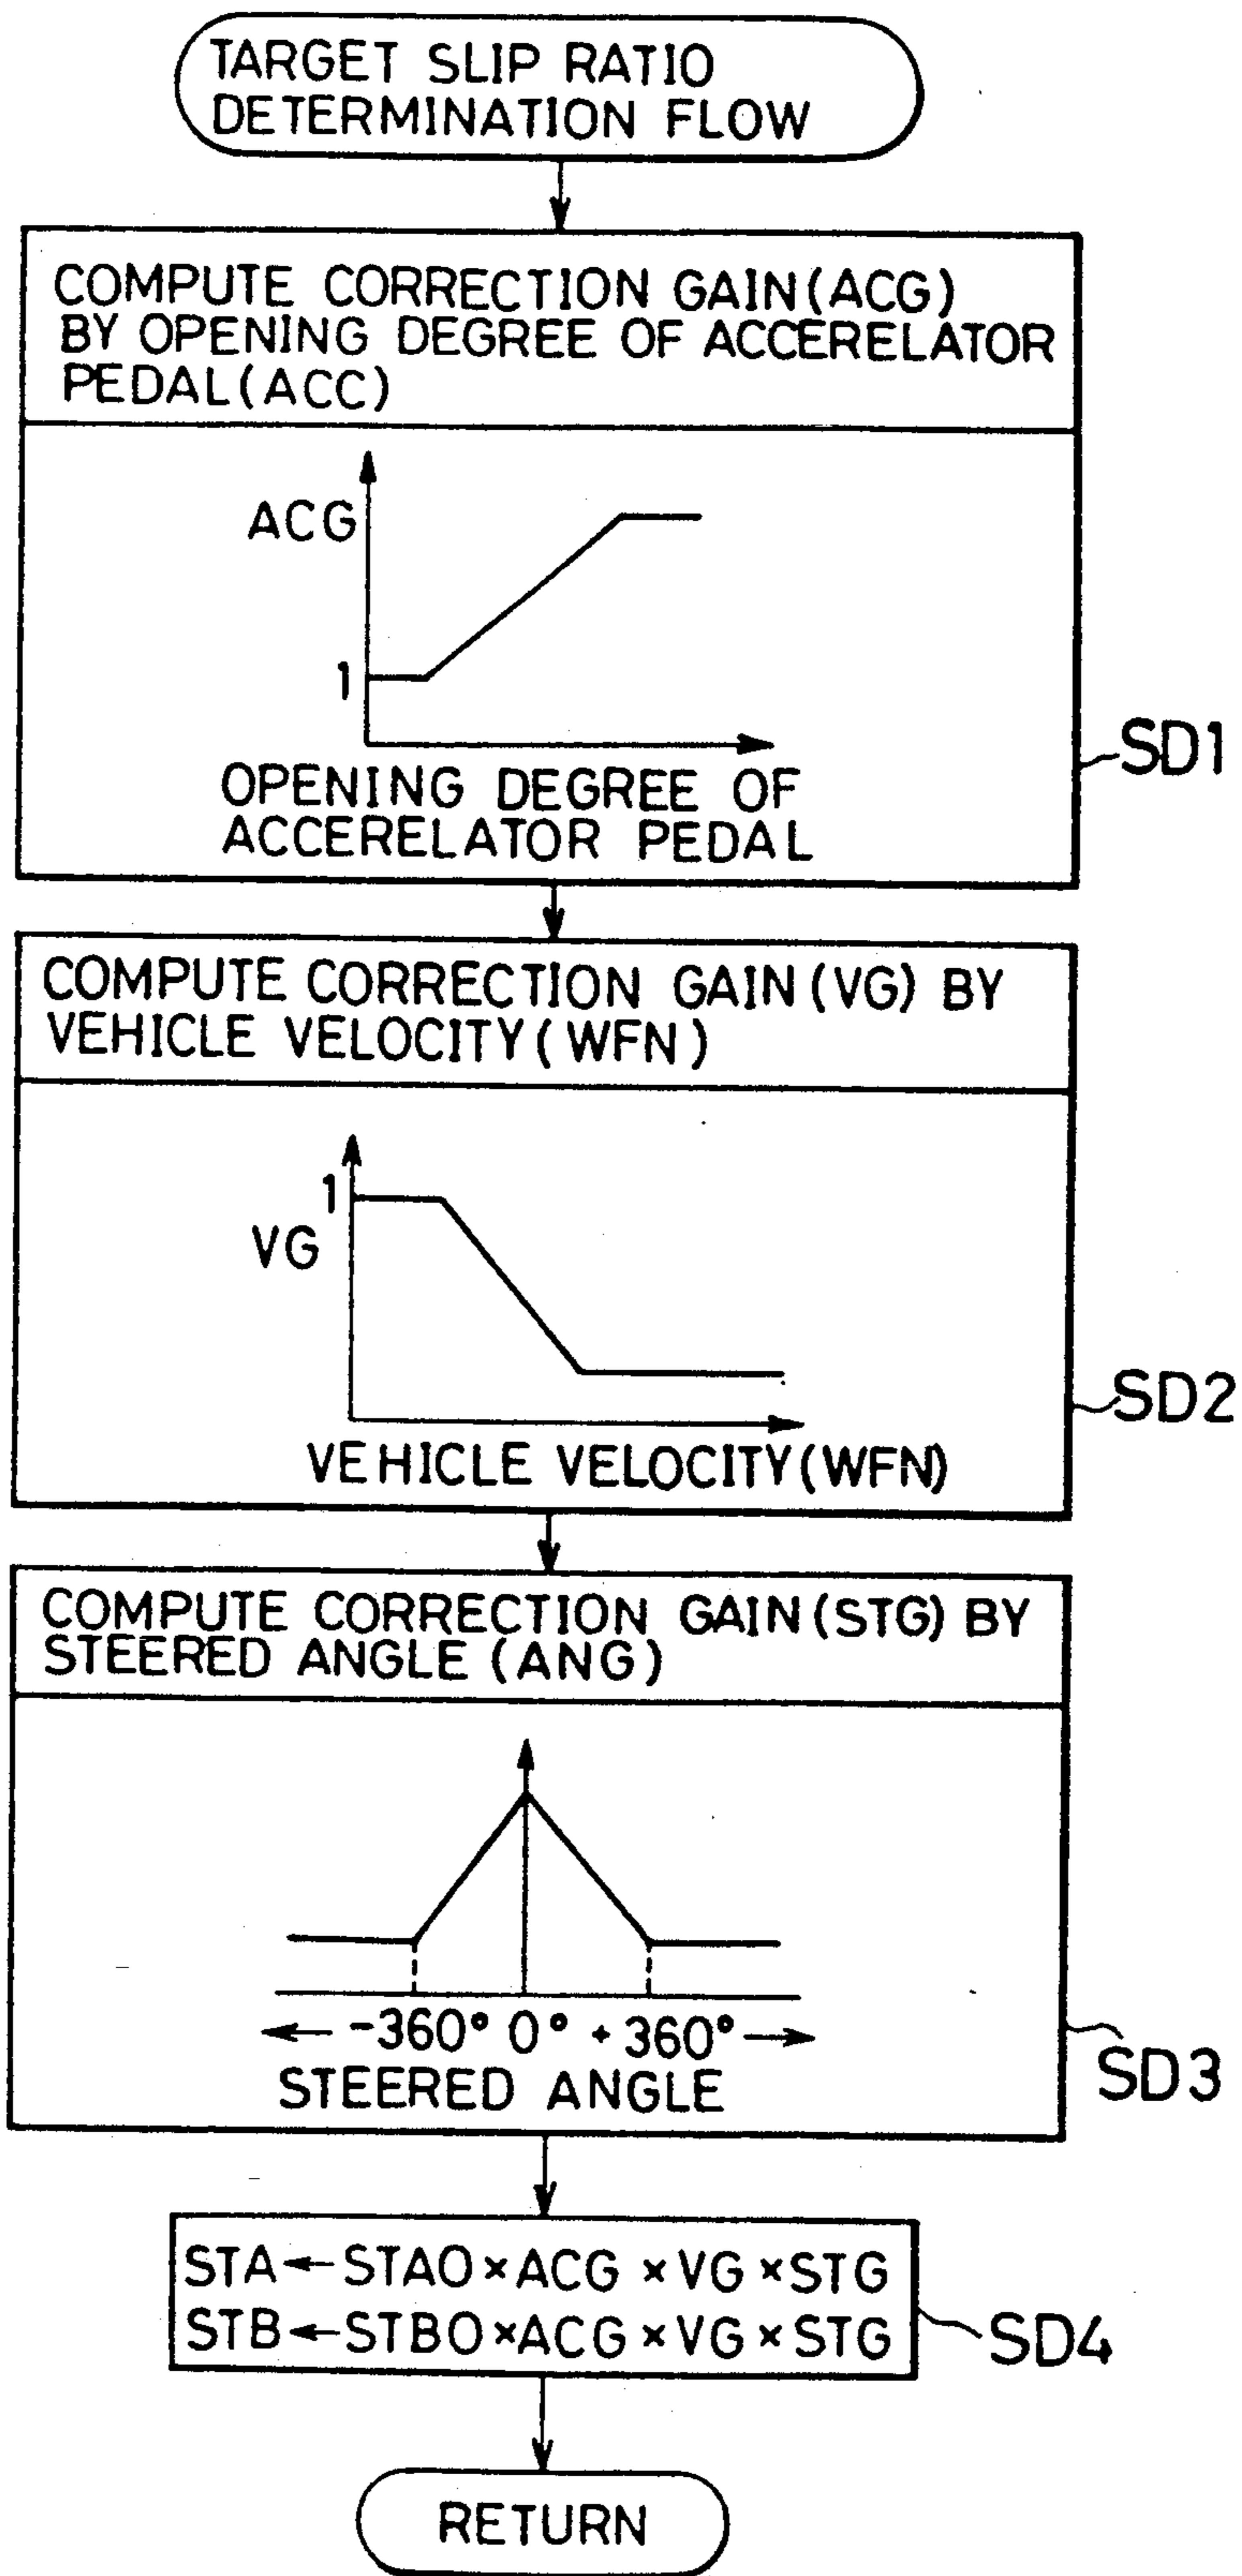 TARGET SLIP RATIO
DETERMINATION FLOW
COMPUTE CORRECTION GAIN(ACG)
BY OPENING DEGREE OF ACCERELATOR
PEDAL(ACC)
ACG
1
OPENING DEGREE OF
ACCERELATOR PEDAL
SD1
COMPUTE CORRECTION GAIN(VG) BY
VEHICLE VELOCITY(WFN)
1
VG
VEHICLE VELOCITY(WFN)
SD2
COMPUTE CORRECTION GAIN(STG) BY
STEERED ANGLE (ANG)
← -360° 0° +360° →
STEERED ANGLE
SD3
STA←STAO×ACG×VG×STG
STB←STBO×ACG×VG×STG
SD4
RETURN